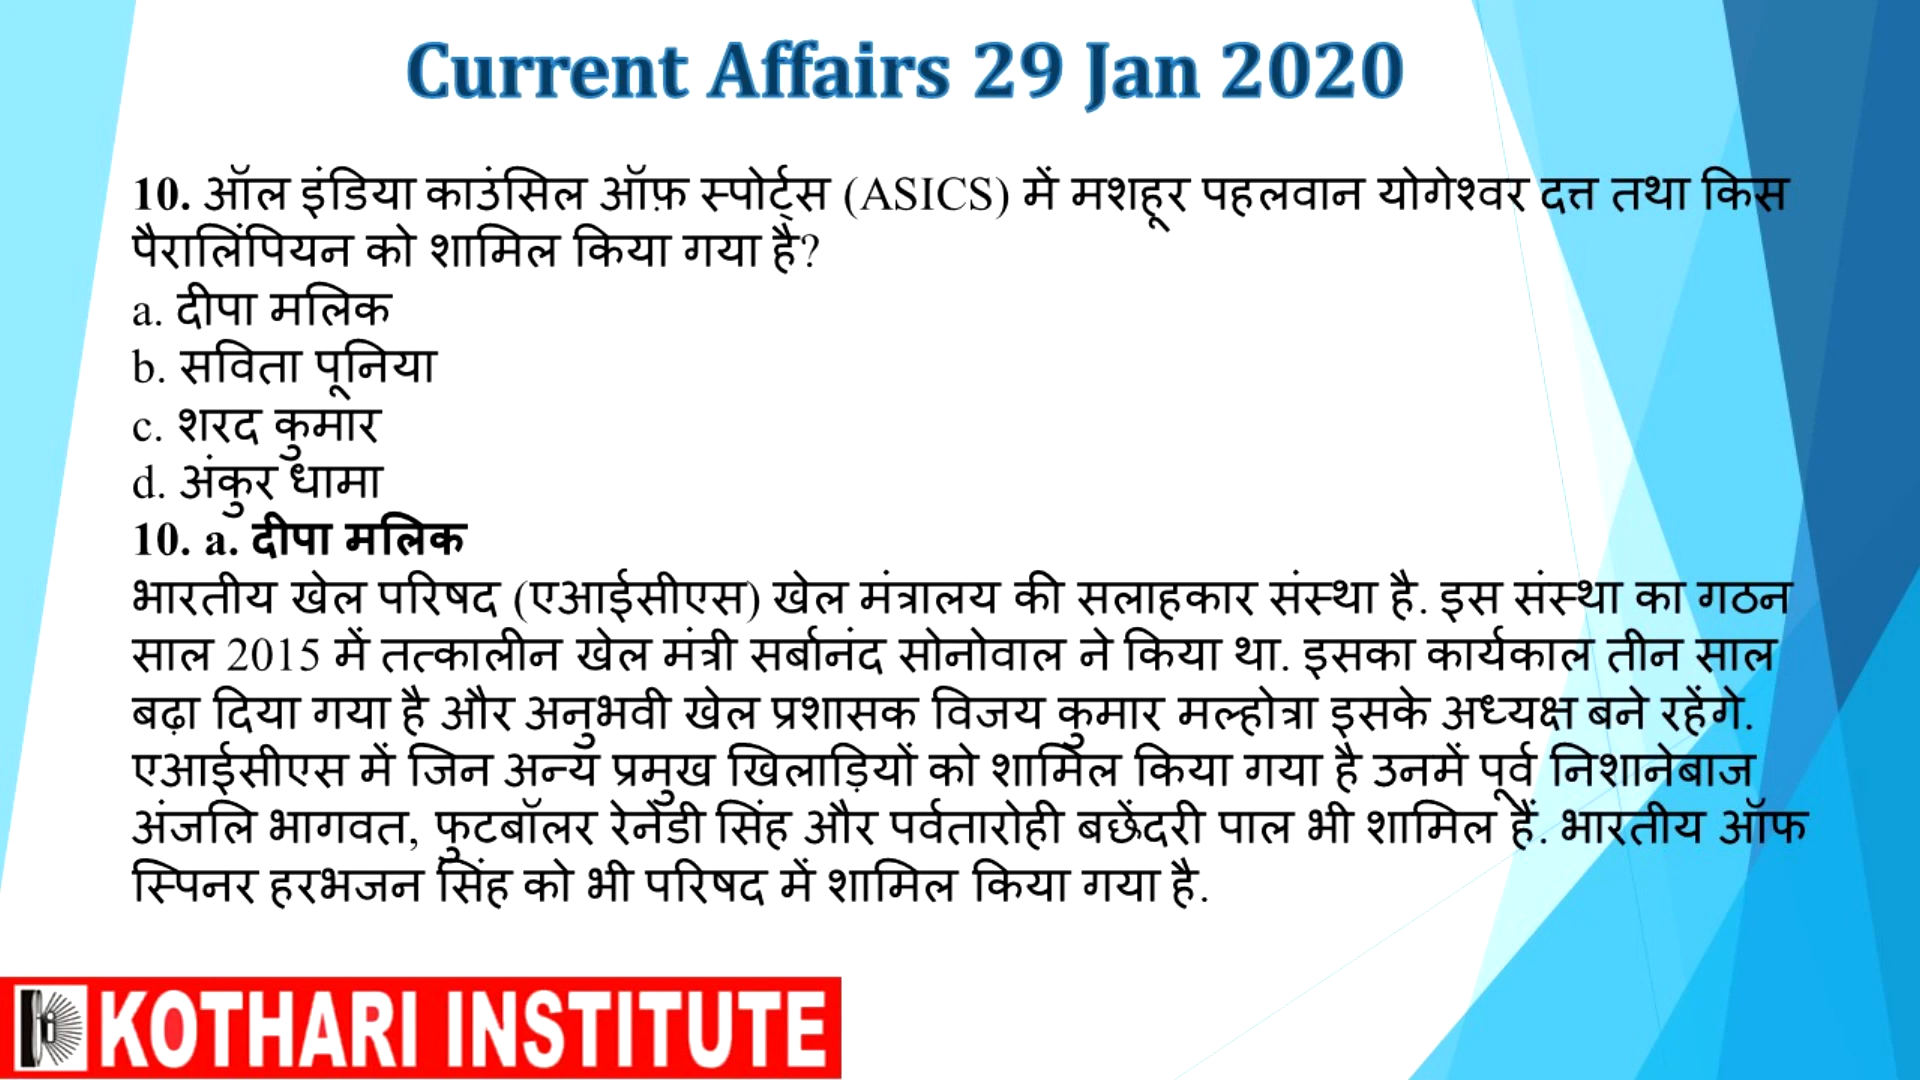 Current Affairs 29 Jan 2020
10. ऑल इंडिया काउंसिल ऑफ़ स्पोर्ट्स (ASICS) में मशहूर पहलवान योगेश्वर दत्त तथा किस
पैरालिंपियन को शामिल किया गया है?
a. दीपा मलिक
b. सविता पूनिया
c. शरद कुमार
d. अंकुर धामा
10. a. दीपा मलिक
भारतीय खेल परिषद (एआईसीएस) खेल मंत्रालय की सलाहकार संस्था है. इस संस्था का गठन
साल 2015 में तत्कालीन खेल मंत्री सर्बानंद सोनोवाल ने किया था. इसका कार्यकाल तीन साल
बढ़ा दिया गया है और अनुभवी खेल प्रशासक विजय कुमार मल्होत्रा इसके अध्यक्ष बने रहेंगे.
एआईसीएस में जिन अन्य प्रमुख खिलाड़ियों को शामिल किया गया है उनमें पूर्व निशानेबाज
अंजलि भागवत, फुटबॉलर रेनेडी सिंह और पर्वतारोही बछेंदरी पाल भी शामिल हैं. भारतीय ऑफ
स्पिनर हरभजन सिंह को भी परिषद में शामिल किया गया है.
KOTHARI INSTITUTE